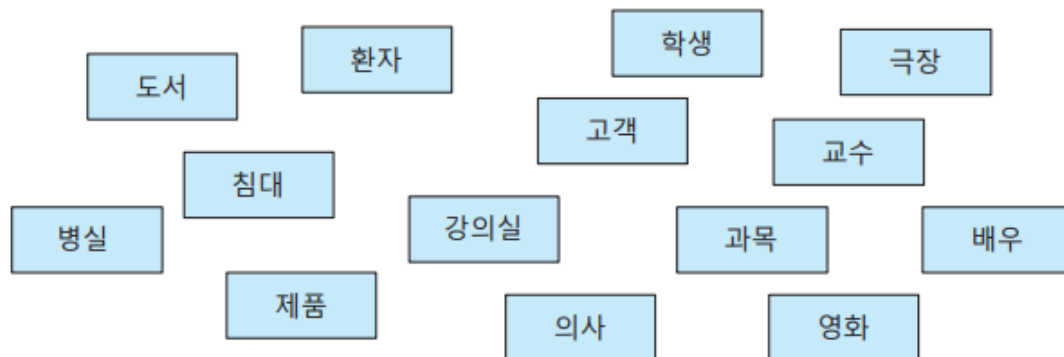 학생
환자
극장
도서
고객
교수
침대
강의실
병실
과목
배우
제품
의사
영화